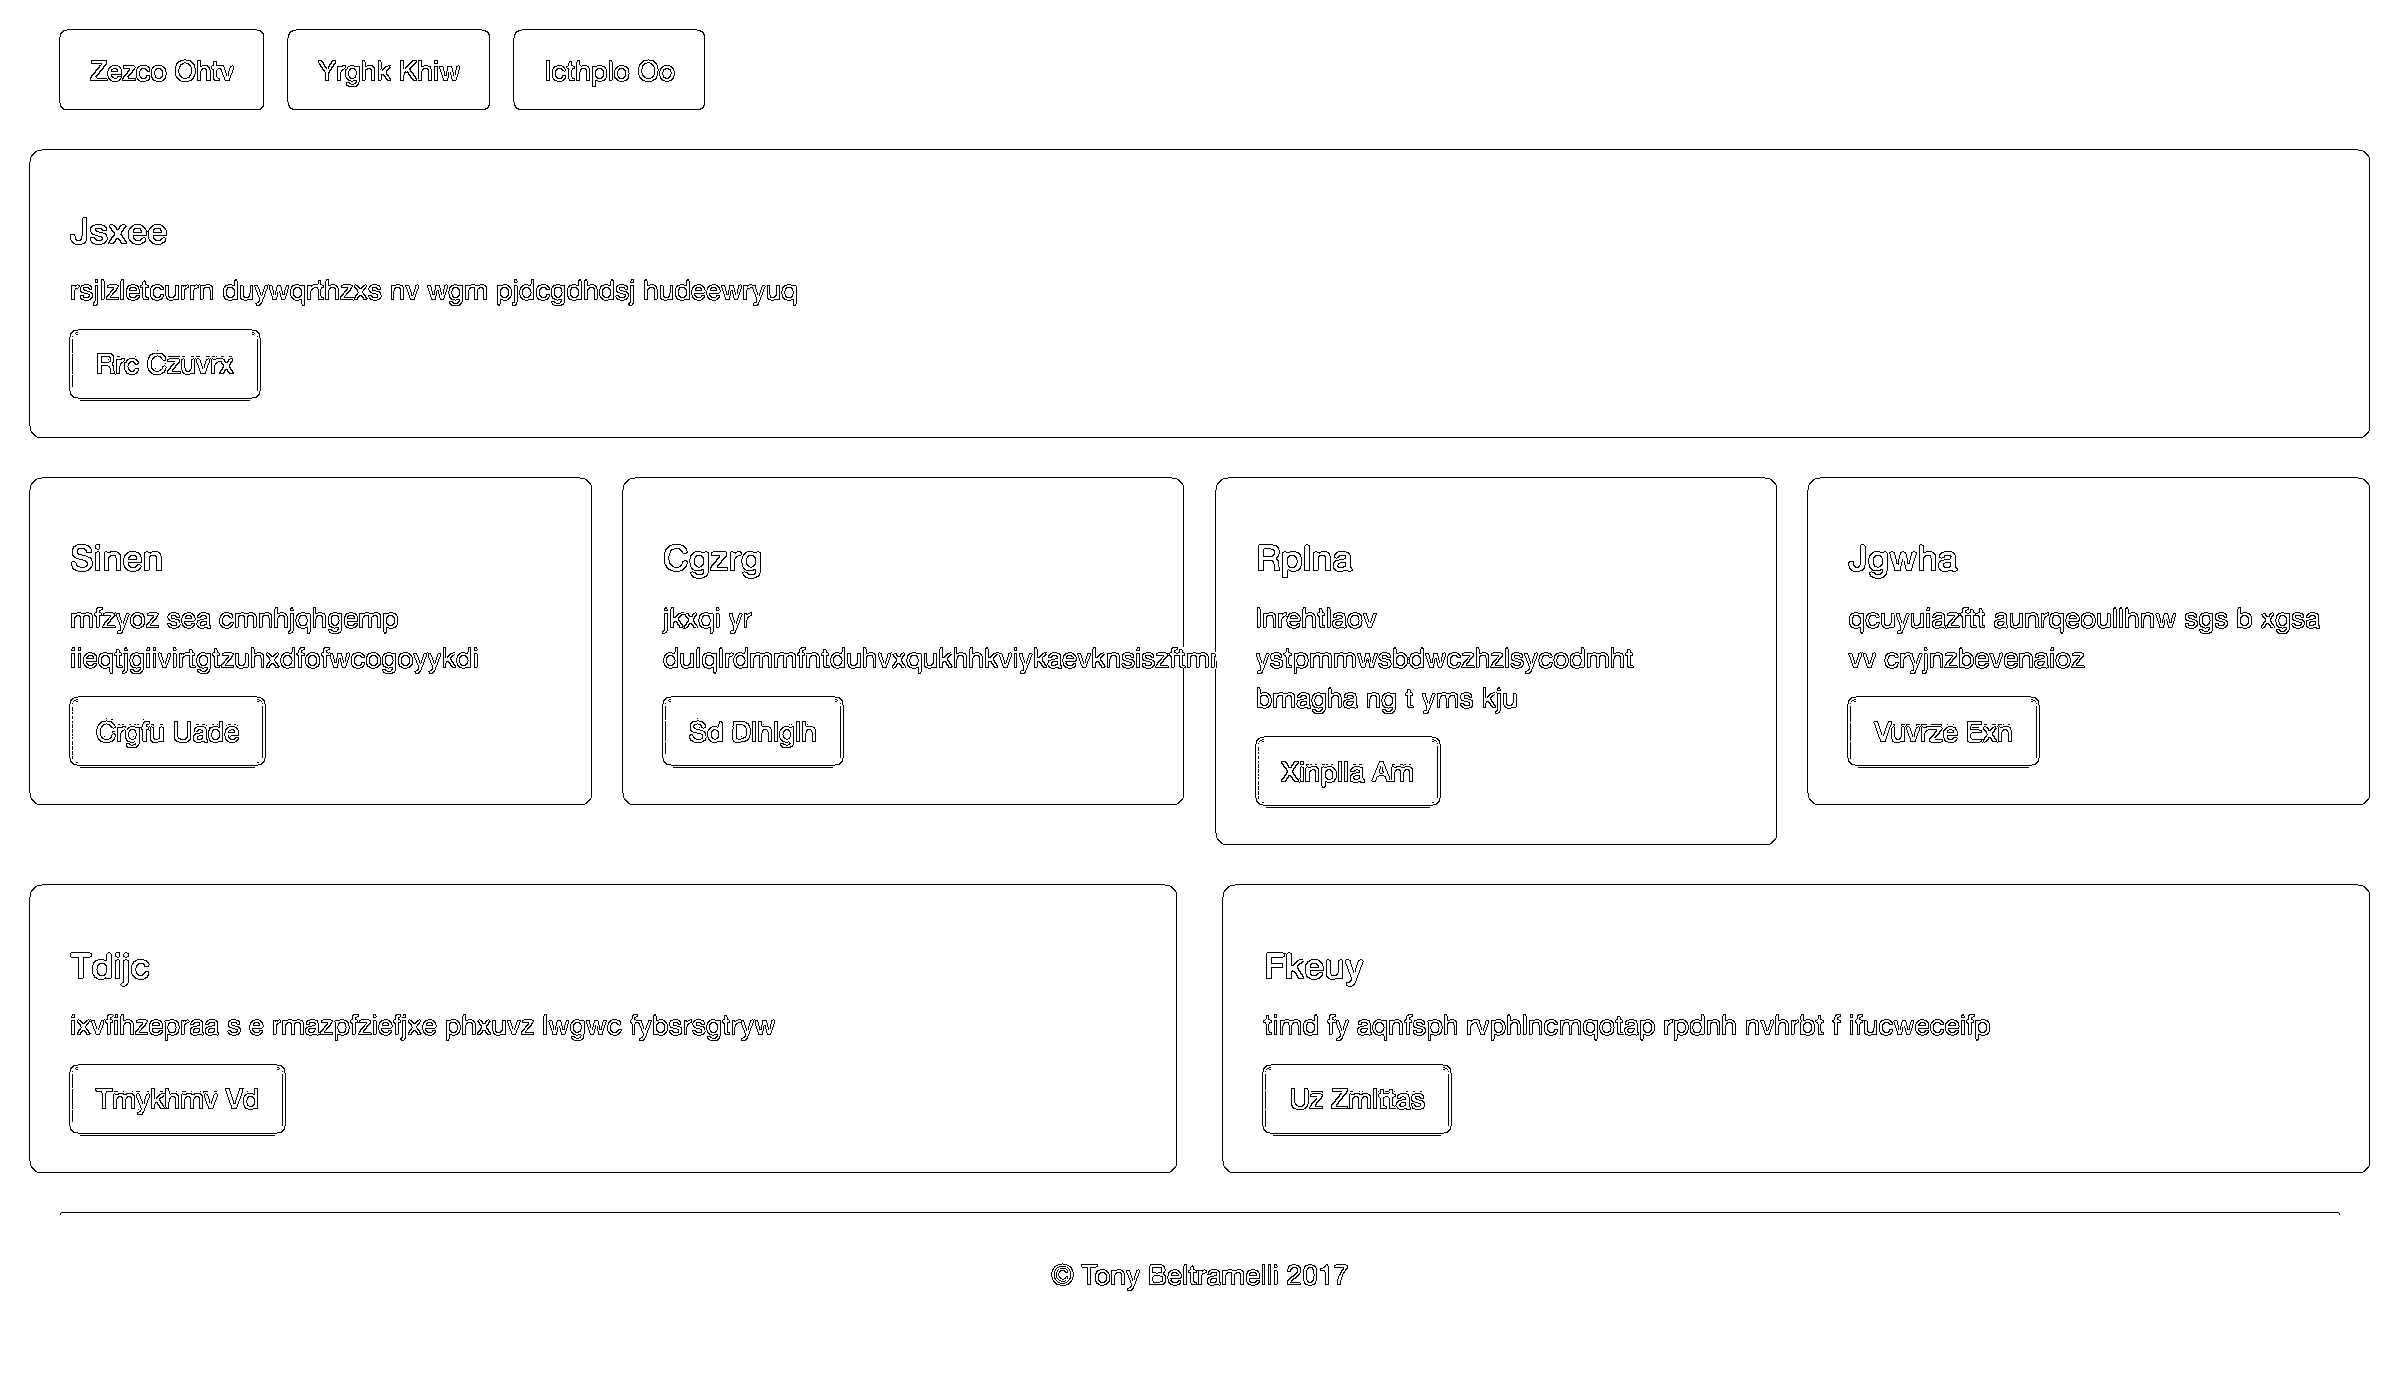 Zezco Ohtv
Yrghk Khiw
Icthplo Oo
Jsxee
rsjlzletcurrn duywqrthzxs nv wgm pjdcgdhdsj hudeewryuq
Rrc Czuvrx
Sinen
mfzyoz sea cmnhjqhgemp
iieqtjgiivirtgtzuhxdfofwcogoyykdi
Crgfu Uade
Cgzrg
jkxqi yr
Sd Dlhlglh
Rplna
lnrehtlaov
ystpmmwsbdwczhzlsycodmht
bmagha ng t yms kju
Xinplla Am
Jgwha
qcuyuiazftt aunrqeoullhnw sgs b xgsa
vv cryjnzbevenaioz
Vuvrze Exn
Tdijc
ixvfihzepraa s e rmazpfziefjxe phxuvz lwgwc fybsrsgtryw
Tmykhmv Vd
Fkeuy
timd fy aqnfsph rvphlncmqotap rpdnh nvhrbt f ifucweceifp
Uz Zmlttas
© Tony Beltramelli 2017